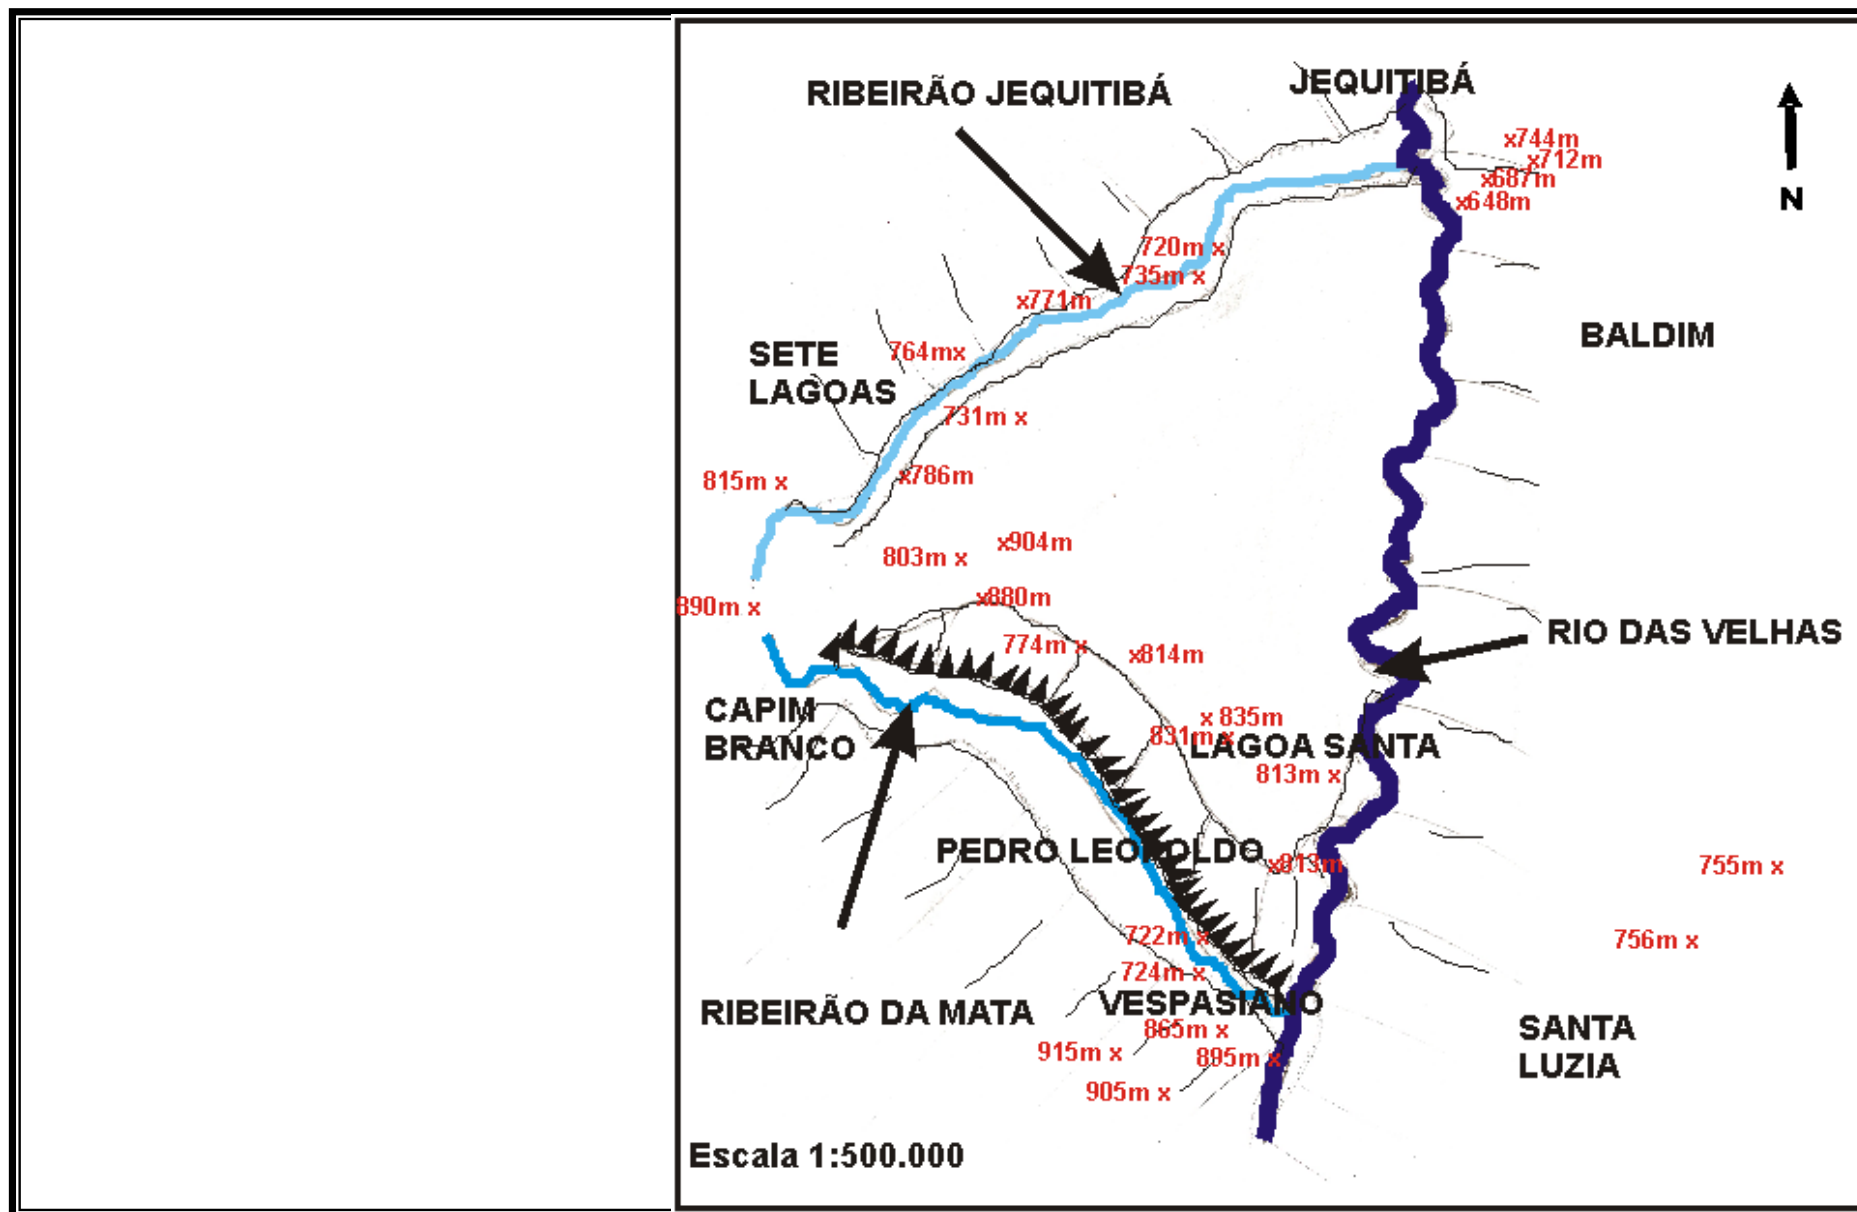 JEQUITIBÁ
RIBEIRÃO JEQUITIBÁ
x744m
x712m
x687m
x648m
N
720m x
735m x
x771m
BALDIM
764mx
SETE
LAGOAS
731m x
x786m
815m x
x904m
803m x
x880m
890m x
RIO DAS VELHAS
774m x
x814m
CAPIM
BRANCO
x 835m
831m x
LAGOA SANTA
813m x
PEDRO LEOPOLDO
x813m
755m x
722m x
756m x
724m x
VESPASIANO
RIBEIRÃO DA MATA
865m x
SANTA
LUZIA
915m x
895m x
905m x
Escala 1:500.000